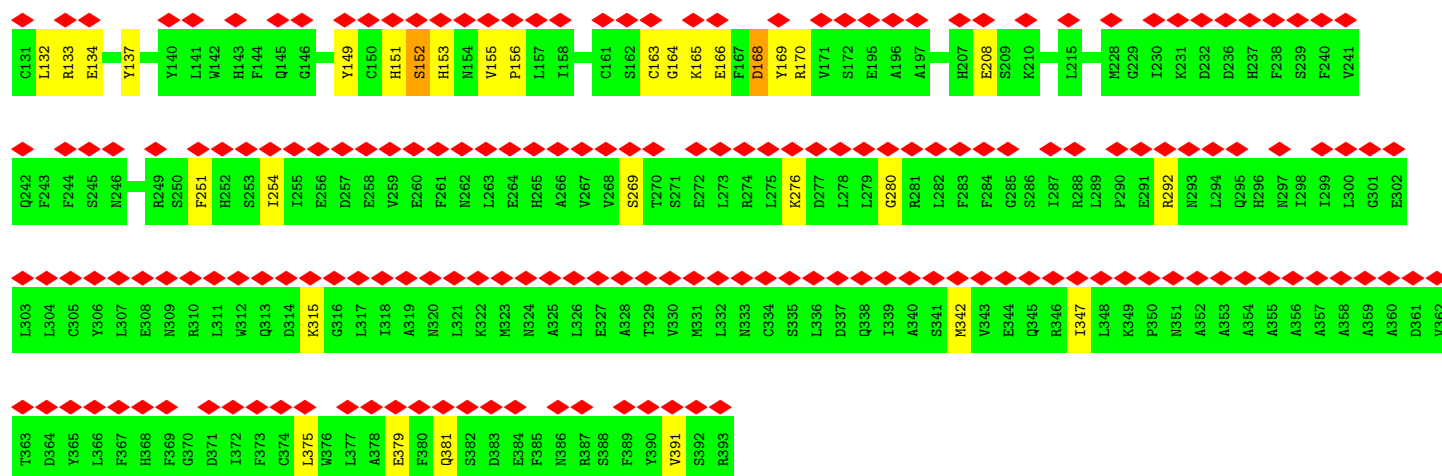 C131 L132 R133 E134 Y137 Y140 L141 W142 H143 F144 Q145 G146 Y149 C150 H151 S152 H153 N154 V155 P156 L157 I158 C161 S162 C163 G164 K165 E166 F167 D168 Y169 R170 V171 S172 E195 A196 A197 H207 E208 S209 K210 L215 M228 G229 I230 K231 D232 D236 H237 F238 S239 F240 V241
Q242 F243 F244 S245 N246 R249 S250 F251 H252 S253 I254 I255 E256 D257 E258 V259 E260 F261 N262 L263 E264 H265 A266 V267 V268 S269 T270 S271 E272 L273 R274 L275 K276 D277 L278 L279 G280 R281 L282 F283 F284 G285 S286 I287 R288 L289 P290 E291 R292 N293 L294 Q295 H296 N297 I298 I299 L300 G301 E302
L303 L304 C305 Y306 L307 E308 N309 R310 L311 W312 Q313 D314 K315 G316 L317 I318 A319 N320 L321 K322 M323 N324 A325 L326 E327 A328 T329 V330 M331 L332 N333 C334 S335 L336 D337 Q338 I339 A340 S341 M342 V343 E344 Q345 R346 I347 L348 K349 P350 N351 A352 A353 A354 A355 A356 A357 A358 A359 A360 D361 V362
T363 D364 Y365 L366 F367 H368 F369 G370 D371 I372 F373 C374 L375 W376 L377 A378 E379 F380 Q381 S382 D383 E384 F385 N386 R387 S388 F389 Y390 V391 S392 R393